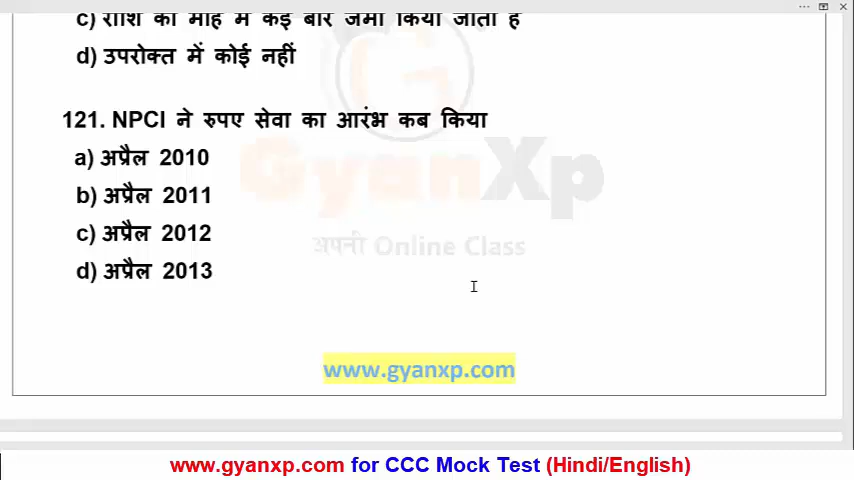 c) राशि को माह में कई बार जमा किया जाता है
d) उपरोक्त में कोई नहीं
121. NPCI ने रुपए सेवा का आरंभ कब किया
a) अप्रैल 2010
b) अप्रैल 2011
GyanXp
c) अप्रैल 2012
अपनी Online Class
d) अप्रैल 2013
www.gyanxp.com
www.gyanxp.com for CCC Mock Test (Hindi/English)